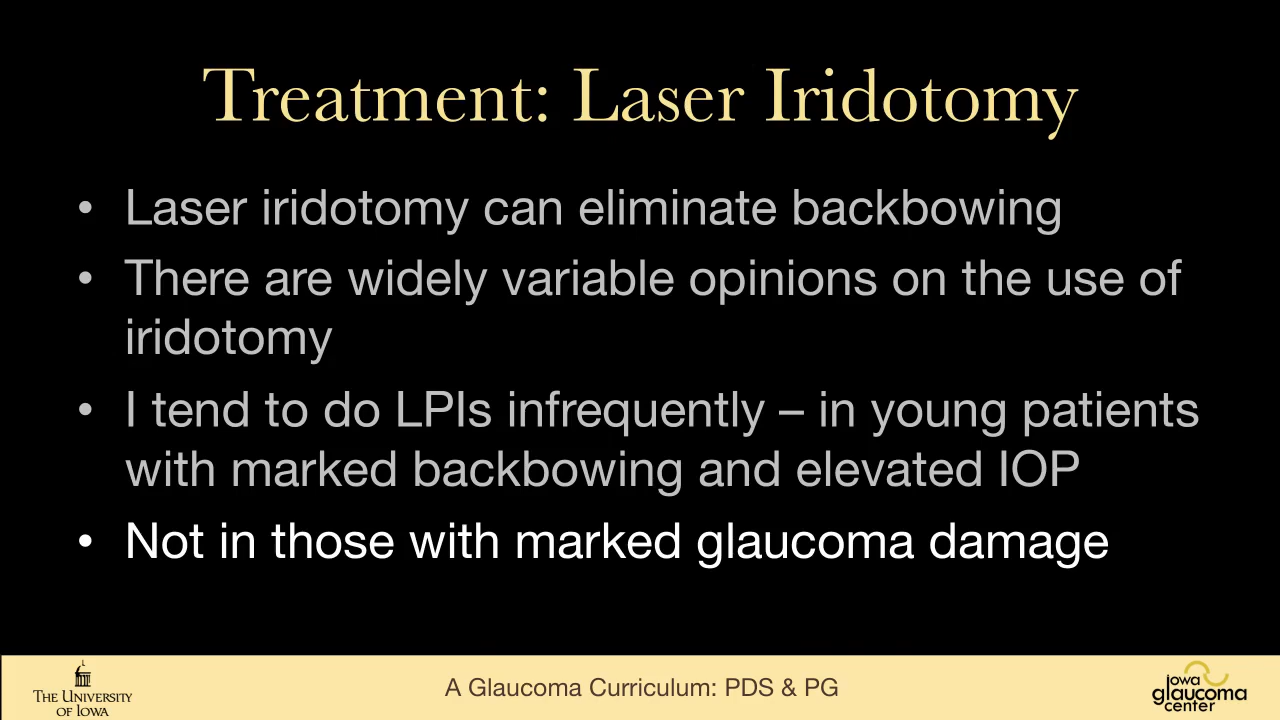 Treatment: Laser Iridotomy
• Laser iridotomy can eliminate backbowing
• There are widely variable opinions on the use of
iridotomy
• I tend to do LPIs infrequently – in young patients
with marked backbowing and elevated IOP
• Not in those with marked glaucoma damage
THE UNIVERSITY
OF IOWA
A Glaucoma Curriculum: PDS & PG
iowa
glaucoma
center